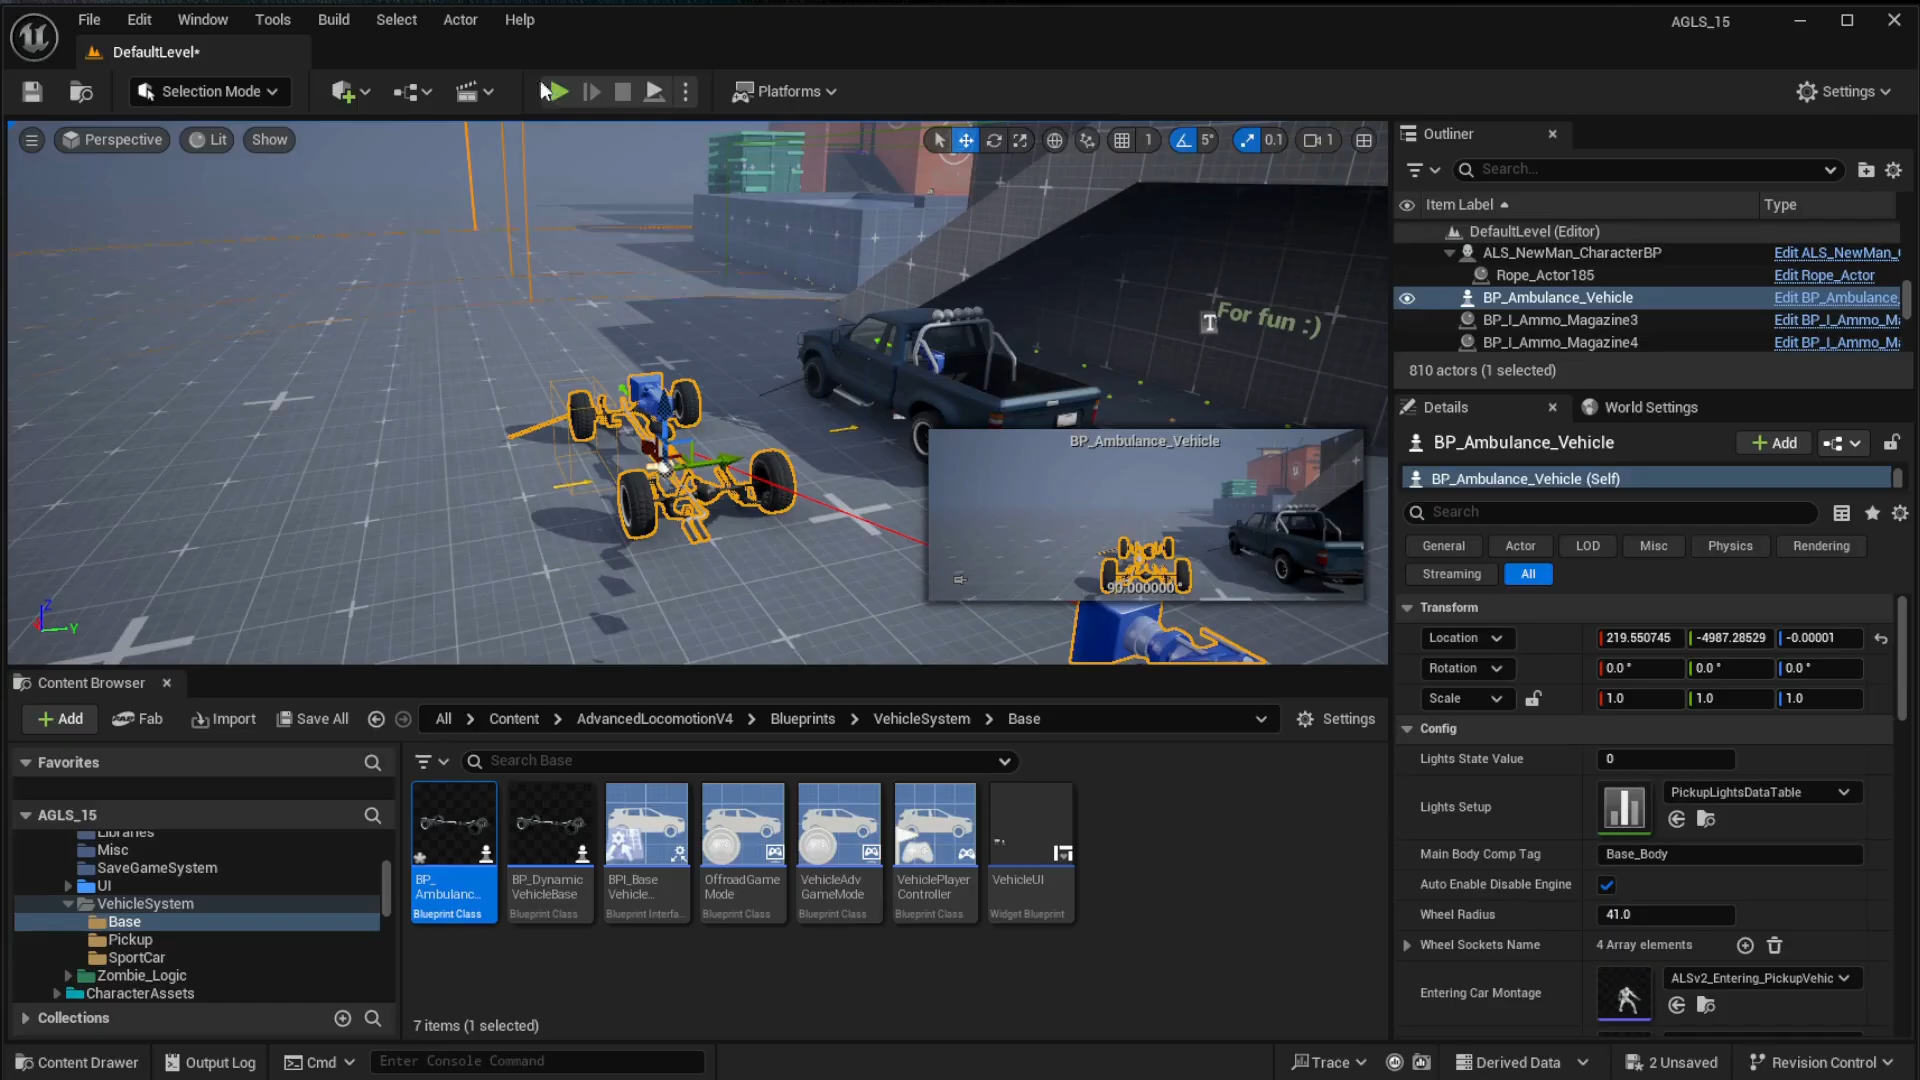 File Edit Window Tools Build Select Actor Help
AGLS_15
DefaultLevel*
Selection Mode
Platforms
Settings
Perspective
Lit
Show
1
5°
0.1
1
For fun :)
BP_Ambulance_Vehicle
90.000000°
Z
Y
Outliner
Search...
Item Label
Type
DefaultLevel (Editor)
ALS_NewMan_CharacterBP Edit ALS_NewMan_
Rope_Actor185 Edit Rope_Actor
BP_Ambulance_Vehicle Edit BP_Ambulance_
BP_I_Ammo_Magazine3 Edit BP_I_Ammo_Ma
BP_I_Ammo_Magazine4 Edit BP_I_Ammo_Ma
810 actors (1 selected)
Details
World Settings
BP_Ambulance_Vehicle
Add
BP_Ambulance_Vehicle (Self)
Search
General Actor LOD Misc Physics Rendering
Streaming All
Transform
Location 219.550745 -4987.28529 -0.00001
Rotation 0.0 ° 0.0 ° 0.0 °
Scale 1.0 1.0 1.0
Config
Lights State Value 0
Lights Setup PickupLightsDataTable
Main Body Comp Tag Base_Body
Auto Enable Disable Engine
Wheel Radius 41.0
Wheel Sockets Name 4 Array elements
Entering Car Montage ALSv2_Entering_PickupVehic
Content Browser
Add Fab Import Save All
All > Content > AdvancedLocomotionV4 > Blueprints > VehicleSystem > Base
Settings
Favorites
Search Base
AGLS_15
Libraries
Misc
SaveGameSystem
UI
VehicleSystem
Base
Pickup
SportCar
Zombie_Logic
CharacterAssets
Collections
BP_
Ambulanc...
Blueprint Class
BP_Dynamic
VehicleBase
Blueprint Class
BPI_Base
Vehicle...
Blueprint Interfa...
OffroadGame
Mode
Blueprint Class
VehicleAdv
GameMode
Blueprint Class
VehiclePlayer
Controller
Blueprint Class
VehicleUI
Widget Blueprint
7 items (1 selected)
Content Drawer
Output Log
Cmd
Enter Console Command
Trace
Derived Data
2 Unsaved
Revision Control